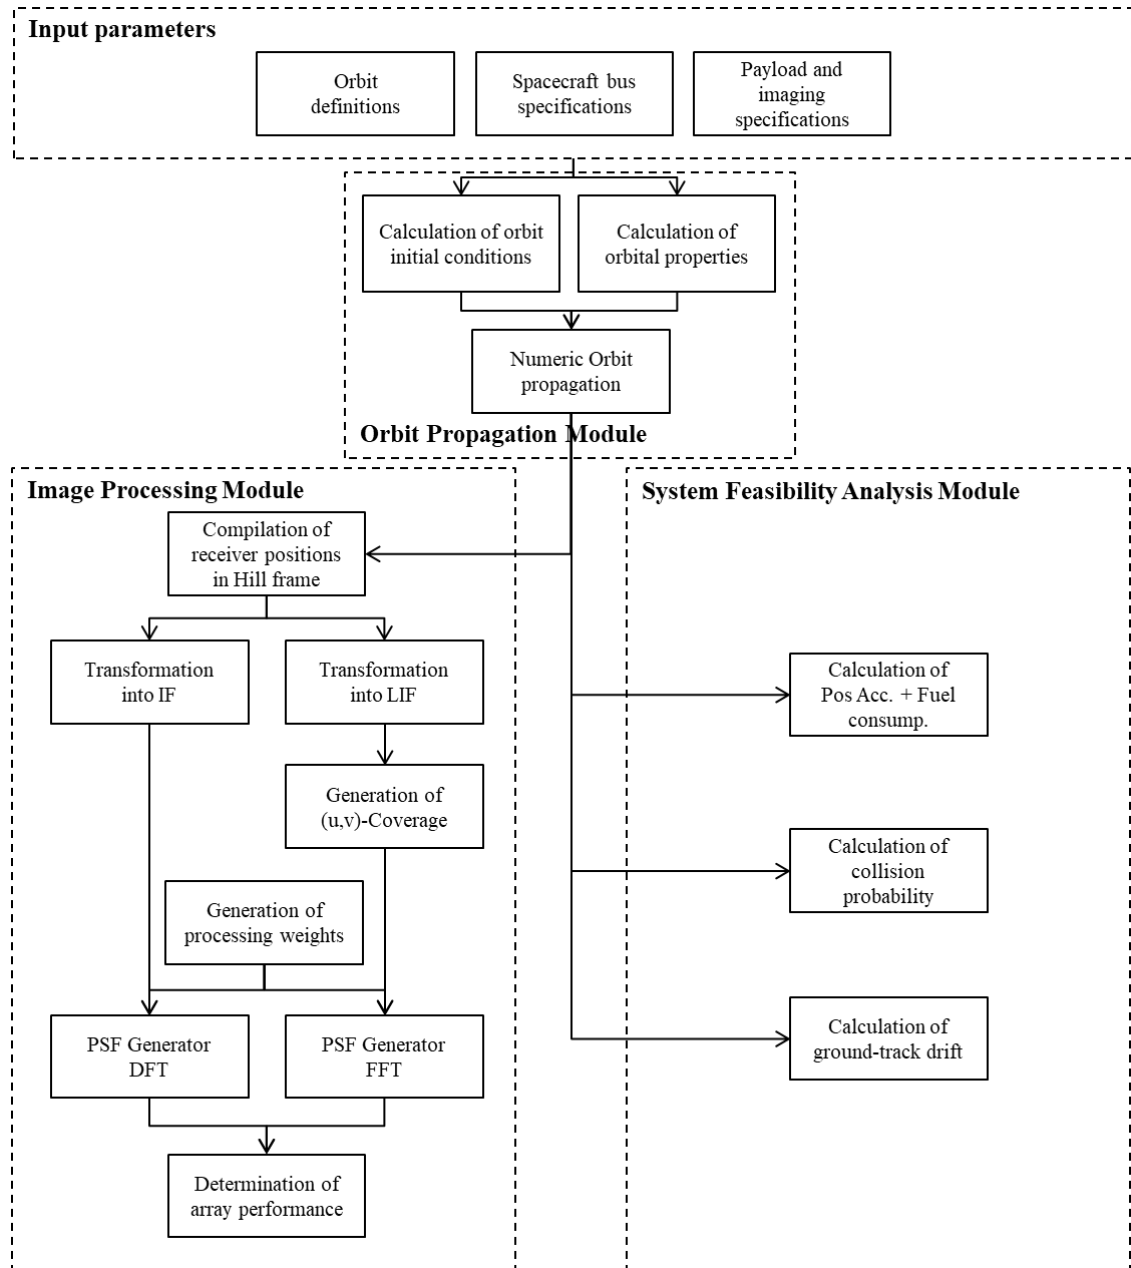 Input parameters
Orbit
definitions
Spacecraft bus
specifications
Payload and
imaging
specifications
Calculation of orbit
initial conditions
Calculation of
orbital properties
Numeric Orbit
propagation
Orbit Propagation Module
Image Processing Module
Compilation of
receiver positions
in Hill frame
Transformation
into IF
Transformation
into LIF
Generation of
(u,v)-Coverage
Generation of
processing weights
PSF Generator
DFT
PSF Generator
FFT
Determination of
array performance
System Feasibility Analysis Module
Calculation of
Pos Acc. + Fuel
consump.
Calculation of
collision
probability
Calculation of
ground-track drift